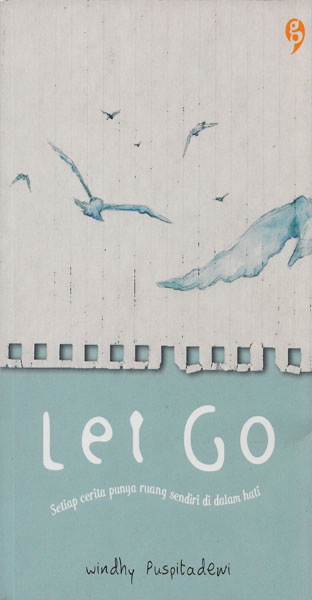 Let Go
Setiap cerita punya ruang sendiri di dalam hati
windhy puspitadewi